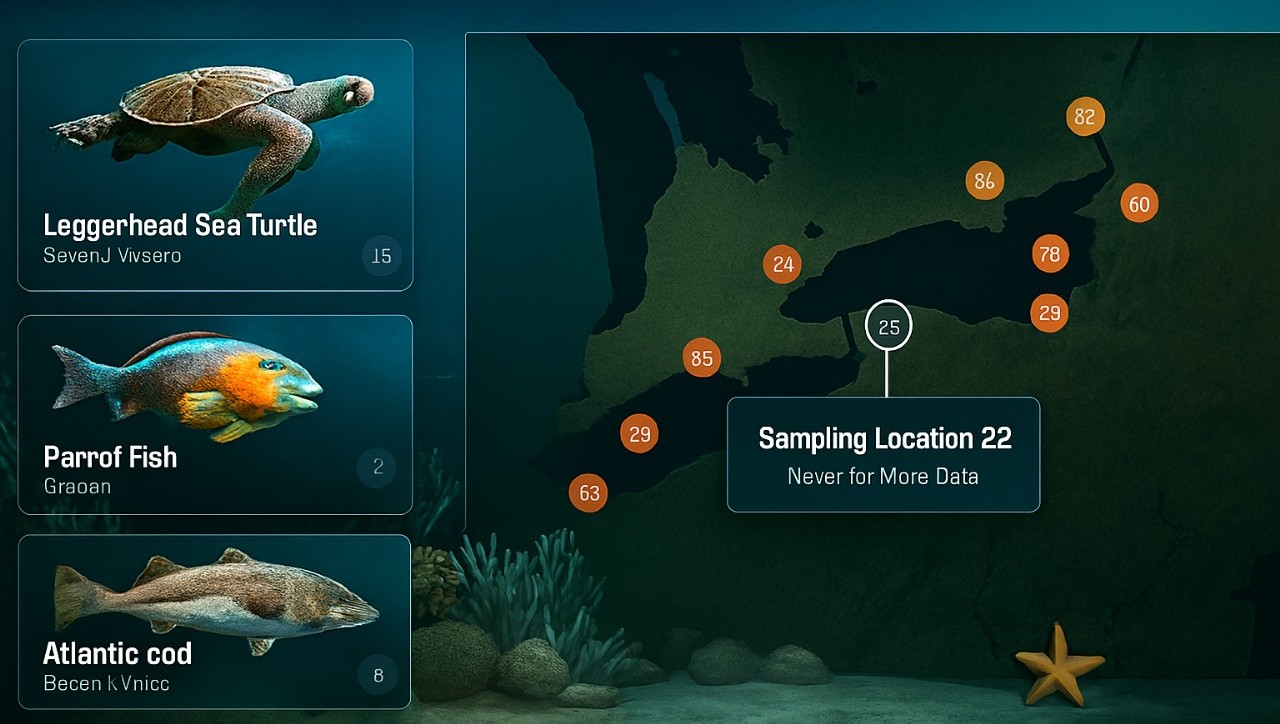 Leggerhead Sea Turtle
SevenJ Vivsero
15
Parrof Fish
Graoan
2
Atlantic cod
Becen k Vnicc
8
82
86
60
24
78
29
25
85
29
63
Sampling Location 22
Never for More Data